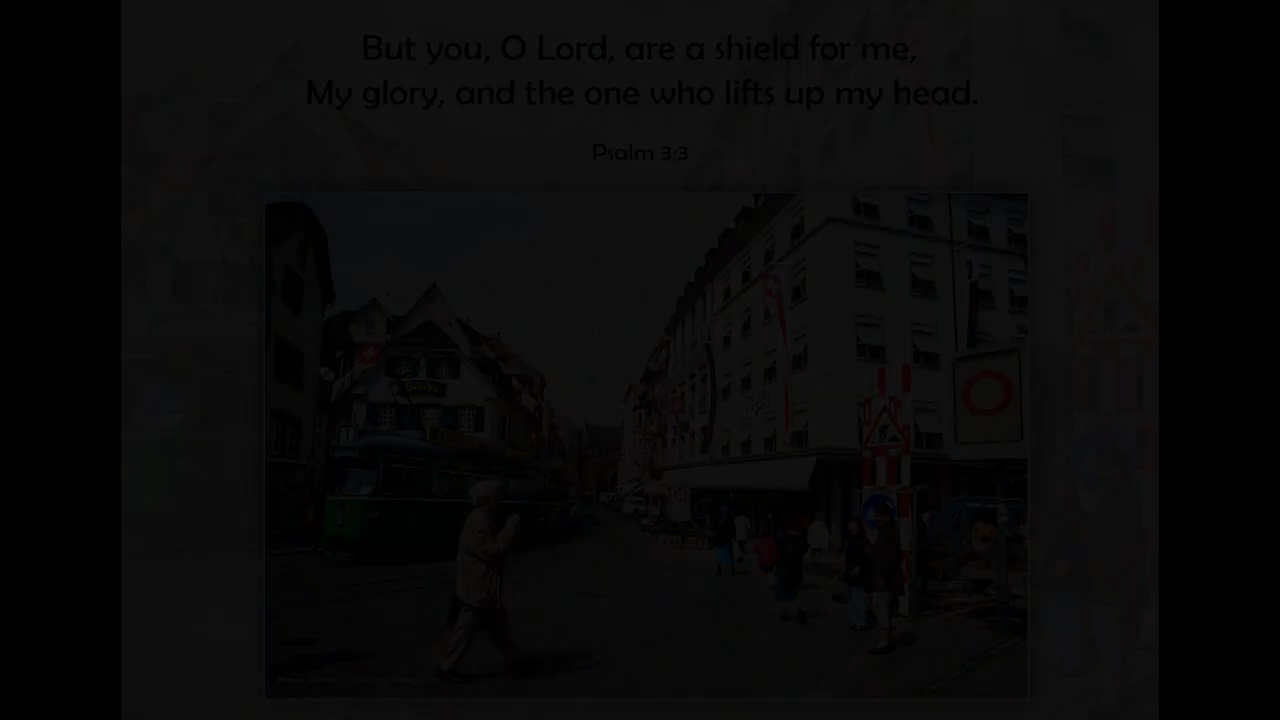 But you, O Lord, are a shield for me,
My glory, and the one who lifts up my head.
Psalm 3:3